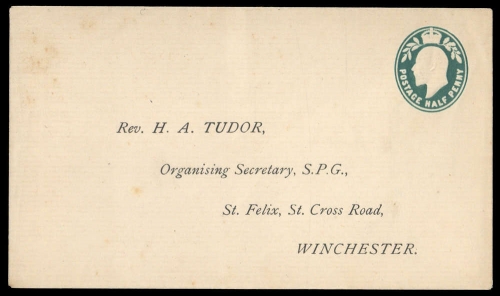 POSTAGE HALF PENNY
Rev. H. A. TUDOR,
Organising Secretary, S.P.G.,
St. Felix, St. Cross Road,
WINCHESTER.